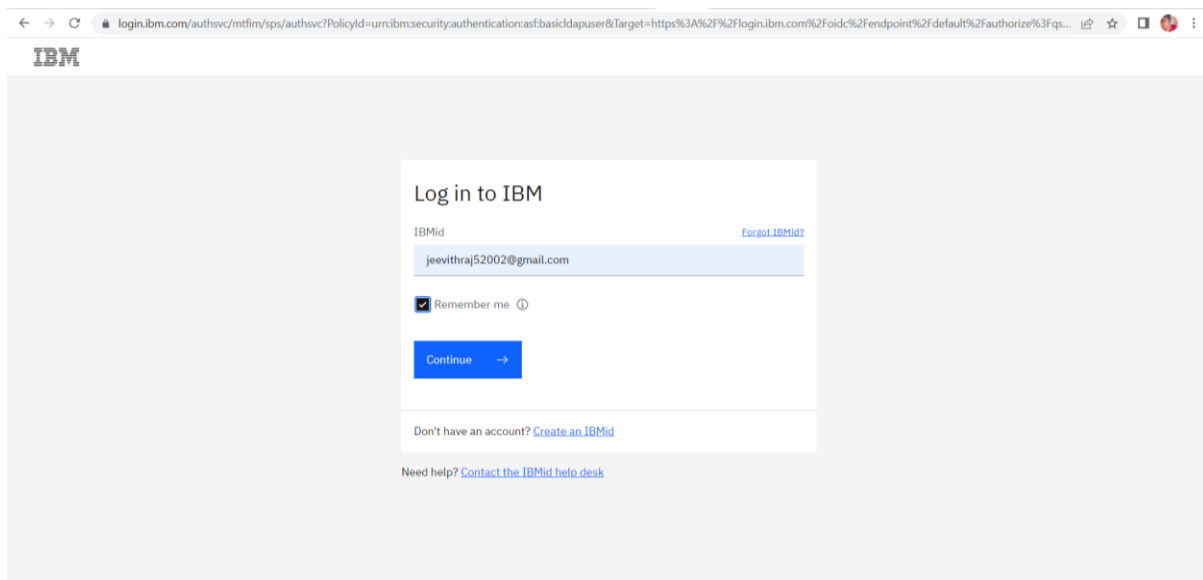 login.ibm.com/authsvc/mtfim/sps/authsvc?PolicyId=urn:ibm:security:authentication:asf:basicldapuser&Target=https%3A%2F%2Flogin.ibm.com%2Foidc%2Fendpoint%2Fdefault%2Fauthorize%3Fqs...
IBM
Log in to IBM
IBMid Forgot IBMid?
jeevithraj52002@gmail.com
Remember me
Continue
Don't have an account? Create an IBMid
Need help? Contact the IBMid help desk